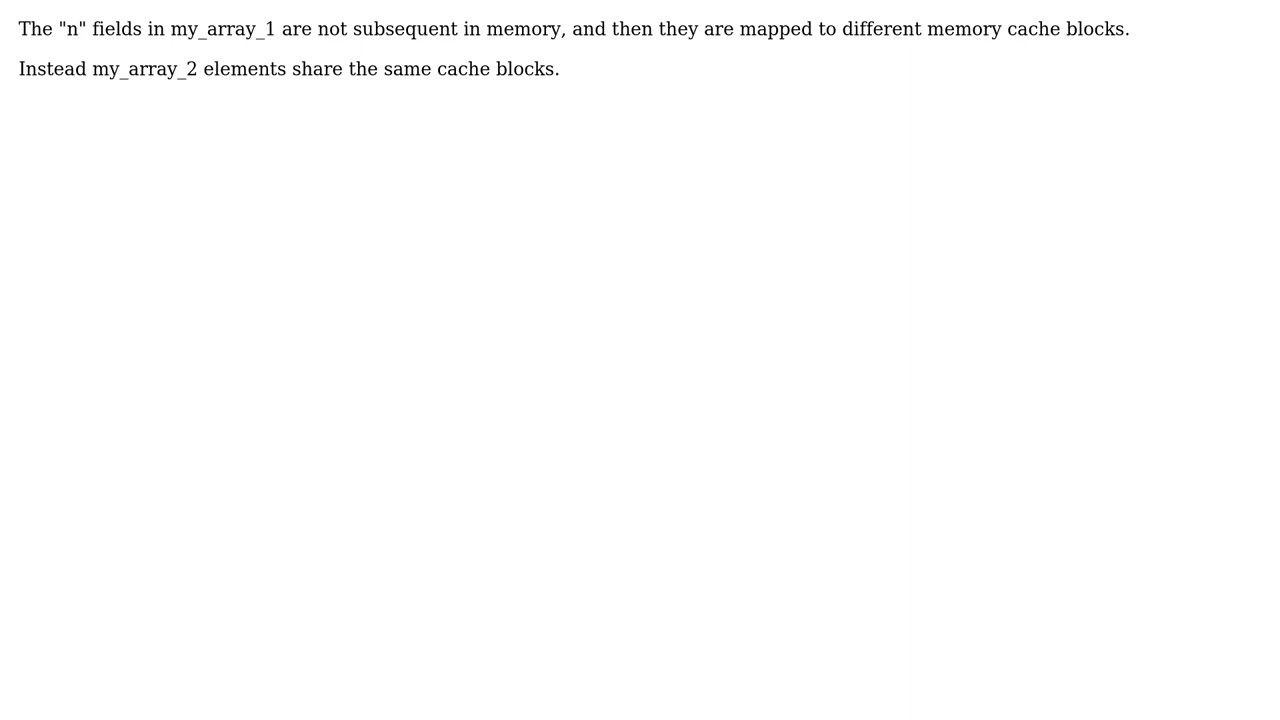 The "n" fields in my_array_1 are not subsequent in memory, and then they are mapped to different memory cache blocks.
Instead my_array_2 elements share the same cache blocks.